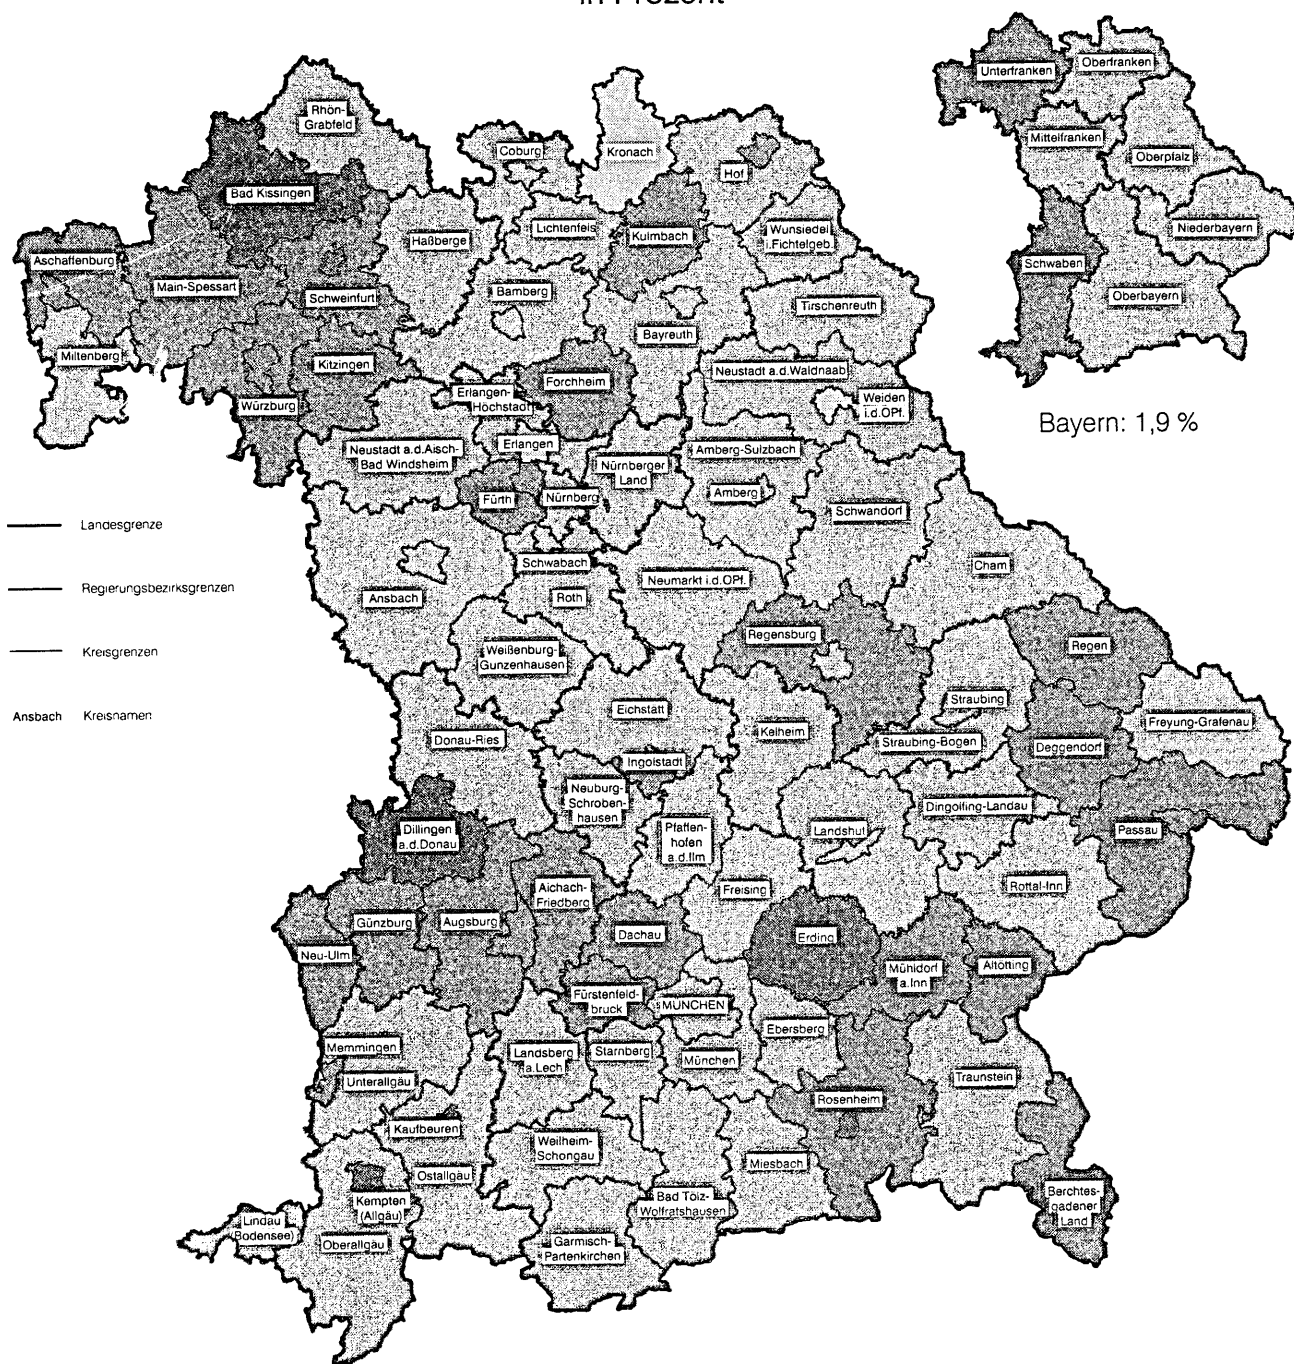 in Prozent
Rhön-
Grabfeld
Coburg
Kronach
Hof
Bad Kissingen
Haßberge
Lichtenfels
Kulmbach
Wunsiedel
i.Fichtelgeb.
Aschaffenburg
Main-Spessart
Schweinfurt
Bamberg
Bayreuth
Tirschenreuth
Miltenberg
Kitzingen
Würzburg
Erlangen-
Höchstadt
Forchheim
Neustadt a.d.Waldnaab
Weiden
i.d.OPf.
Neustadt a.d.Aisch-
Bad Windsheim
Erlangen
Nürnberger
Land
Amberg-Sulzbach
Amberg
Fürth
Nürnberg
Schwandorf
Ansbach
Schwabach
Roth
Neumarkt i.d.OPf.
Cham
Weißenburg-
Gunzenhausen
Regensburg
Regen
Eichstätt
Straubing
Freyung-Grafenau
Donau-Ries
Kelheim
Straubing-Bogen
Deggendorf
Ingolstadt
Neuburg-
Schroben-
hausen
Dillingen
a.d.Donau
Pfaffen-
hofen
a.d.Ilm
Landshut
Dingolfing-Landau
Passau
Aichach-
Friedberg
Freising
Rottal-Inn
Günzburg
Augsburg
Dachau
Erding
Neu-Ulm
Mühldorf
a.Inn
Altötting
Fürstenfeld-
bruck
MÜNCHEN
Ebersberg
Memmingen
Unterallgäu
Landsberg
a.Lech
Starnberg
München
Traunstein
Kaufbeuren
Rosenheim
Weilheim-
Schongau
Ostallgäu
Miesbach
Kempten
(Allgäu)
Bad Tölz-
Wolfratshausen
Berchtes-
gadener
Land
Lindau
(Bodensee)
Oberallgäu
Garmisch-
Partenkirchen
Unterfranken
Oberfranken
Mittelfranken
Oberpfalz
Niederbayern
Schwaben
Oberbayern
Bayern: 1,9 %
Landesgrenze
Regierungsbezirksgrenzen
Kreisgrenzen
Ansbach Kreisnamen